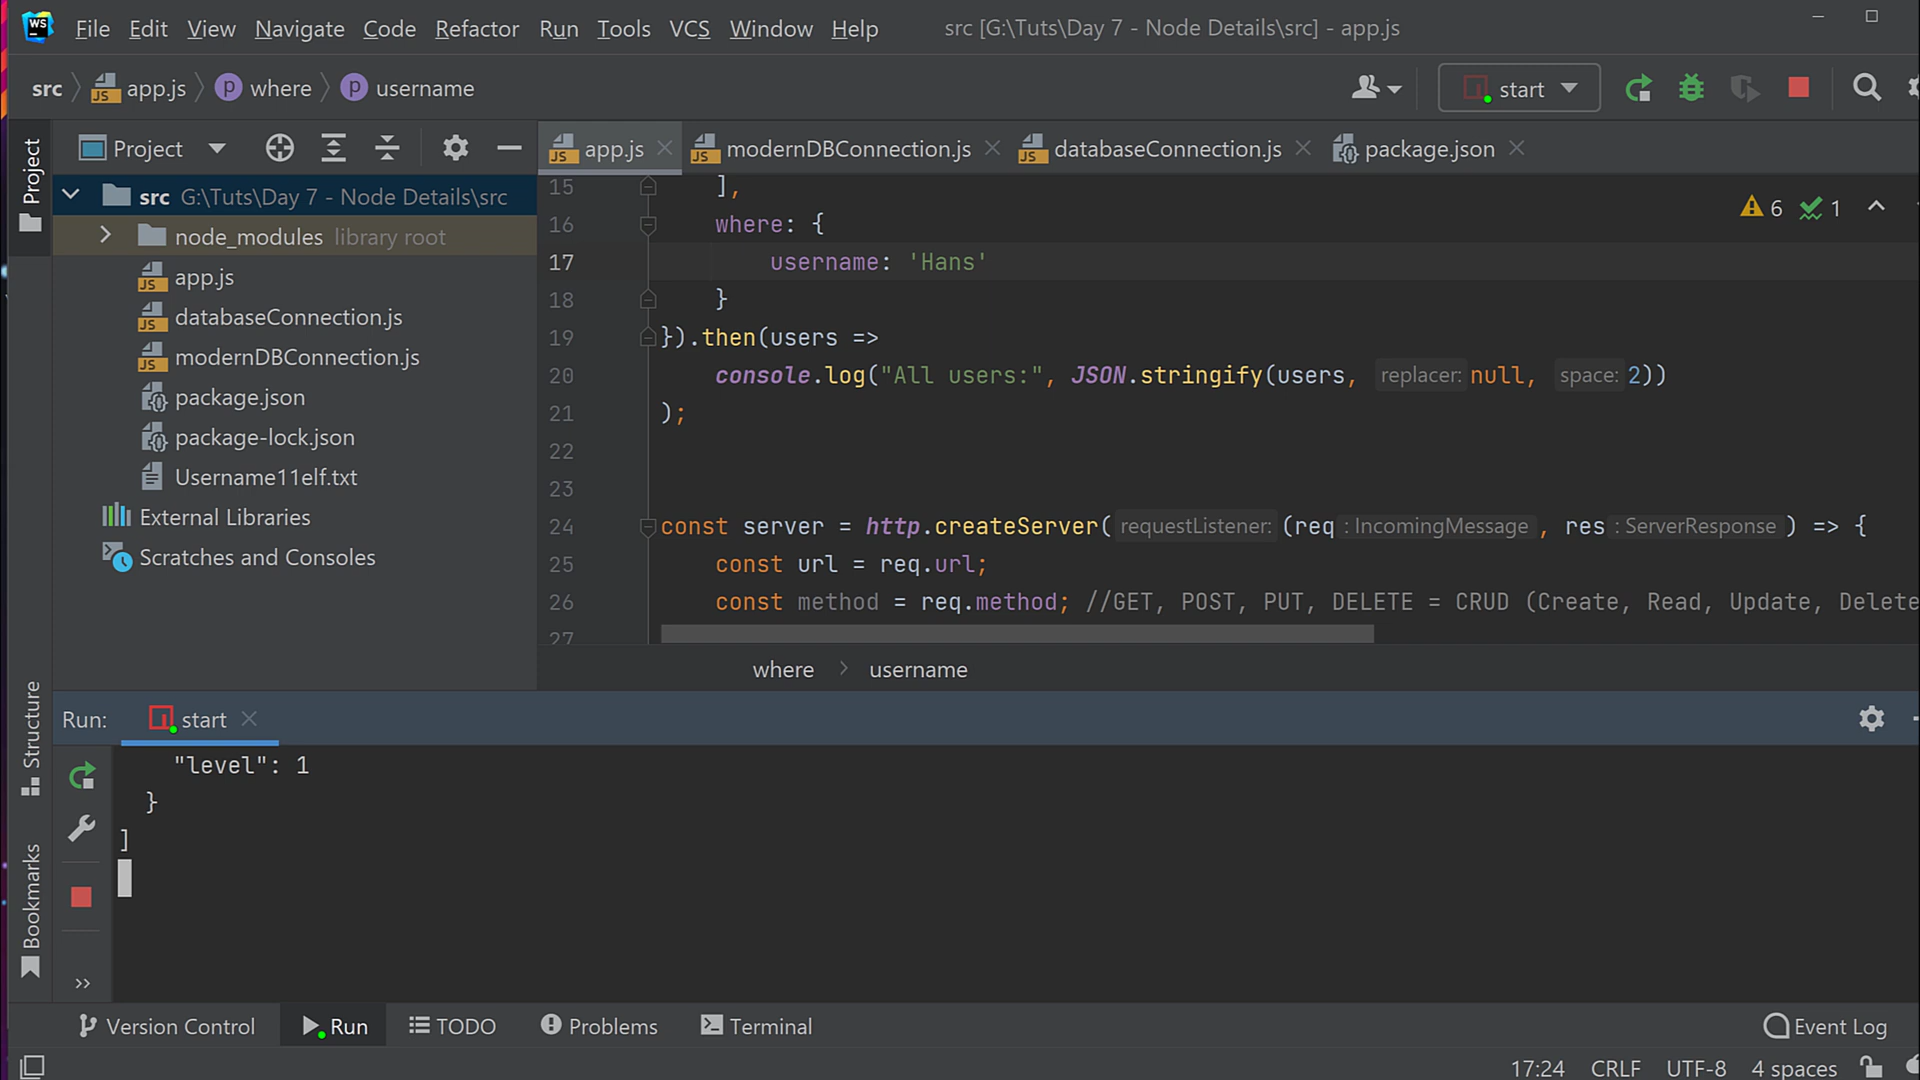 WS File Edit View Navigate Code Refactor Run Tools VCS Window Help src [G:\Tuts\Day 7 - Node Details\src] - app.js
src app.js where username start
Project
app.js modernDBConnection.js databaseConnection.js package.json
Project
src G:\Tuts\Day 7 - Node Details\src
node_modules library root
app.js
databaseConnection.js
modernDBConnection.js
package.json
package-lock.json
Username11elf.txt
External Libraries
Scratches and Consoles
6 1
15 ],
16 where: {
17 username: 'Hans'
18 }
19 }).then(users =>
20 console.log("All users:", JSON.stringify(users, replacer: null, space: 2))
21 );
22
23
24 const server = http.createServer( requestListener: (req : IncomingMessage , res : ServerResponse ) => {
25 const url = req.url;
26 const method = req.method; //GET, POST, PUT, DELETE = CRUD (Create, Read, Update, Delete
27
where username
Structure
Bookmarks
Run: start
"level": 1
}
]
Version Control Run TODO Problems Terminal Event Log
17:24 CRLF UTF-8 4 spaces